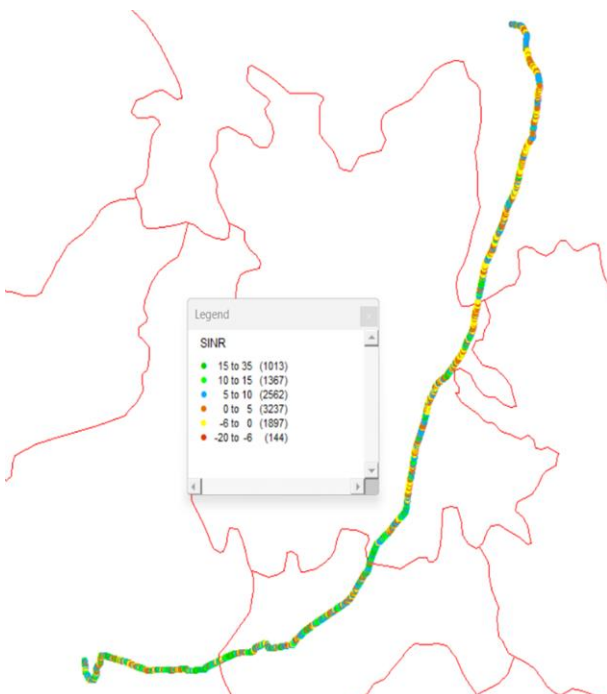 Legend
SINR
15 to 35 (1013)
10 to 15 (1367)
5 to 10 (2562)
0 to 5 (3237)
-6 to 0 (1897)
-20 to -6 (144)